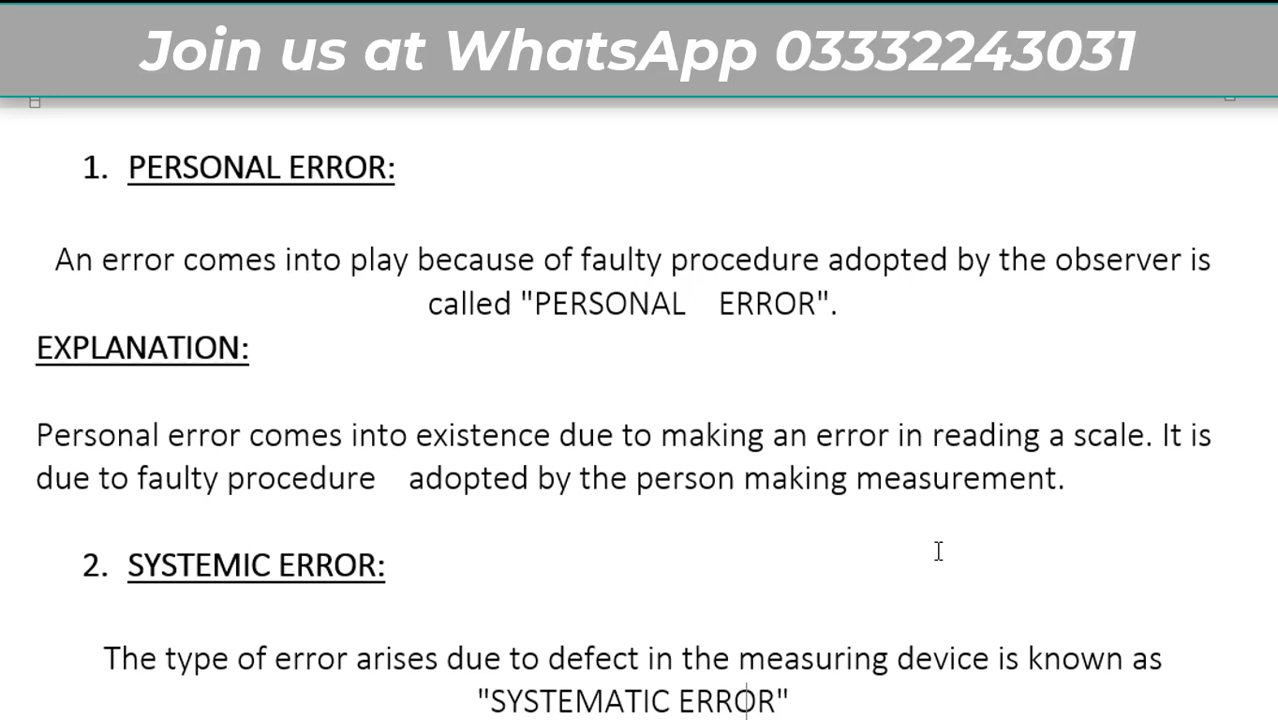 Join us at WhatsApp 03332243031
1. PERSONAL ERROR:
An error comes into play because of faulty procedure adopted by the observer is
called "PERSONAL ERROR".
EXPLANATION:
Personal error comes into existence due to making an error in reading a scale. It is
due to faulty procedure adopted by the person making measurement.
2. SYSTEMIC ERROR:
The type of error arises due to defect in the measuring device is known as
"SYSTEMATIC ERROR"